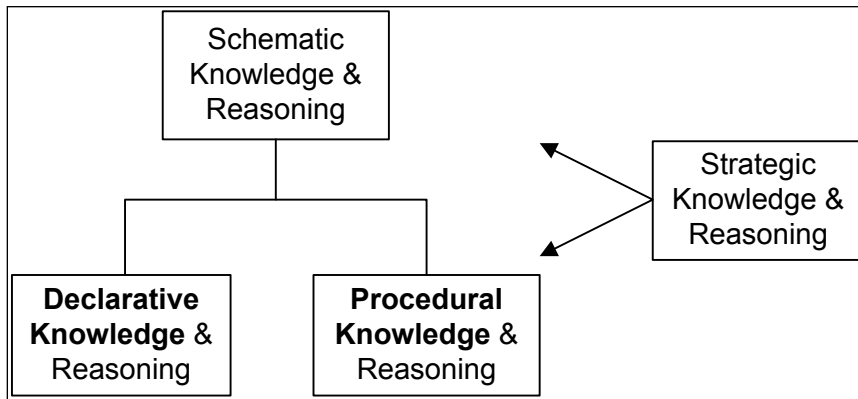 Schematic
Knowledge &
Reasoning
Strategic
Knowledge &
Reasoning
Declarative
Knowledge &
Reasoning
Procedural
Knowledge &
Reasoning